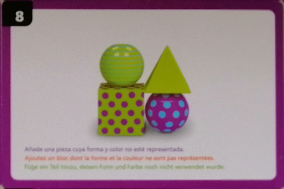 8
Añade una pieza cuya forma y color no esté representada.
Ajoutez un bloc dont la forme et la couleur ne sont pas représentées.
Füge ein Teil hinzu, dessen Form und Farbe noch nicht verwendet wurde.